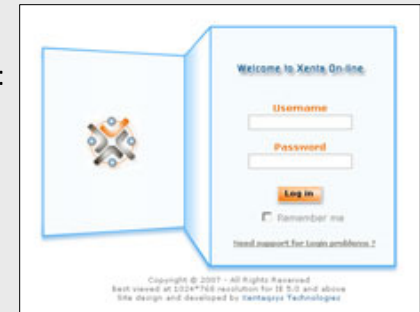 :
Welcome to Xenta On-line
Username
Password
Log in
Remember me
Need support for Login problems ?
Copyright @ 2007 - All Rights Reserved
Best viewed at 1024*768 resolution for IE 5.0 and above
Site design and developed by Xentaqsys Technologies